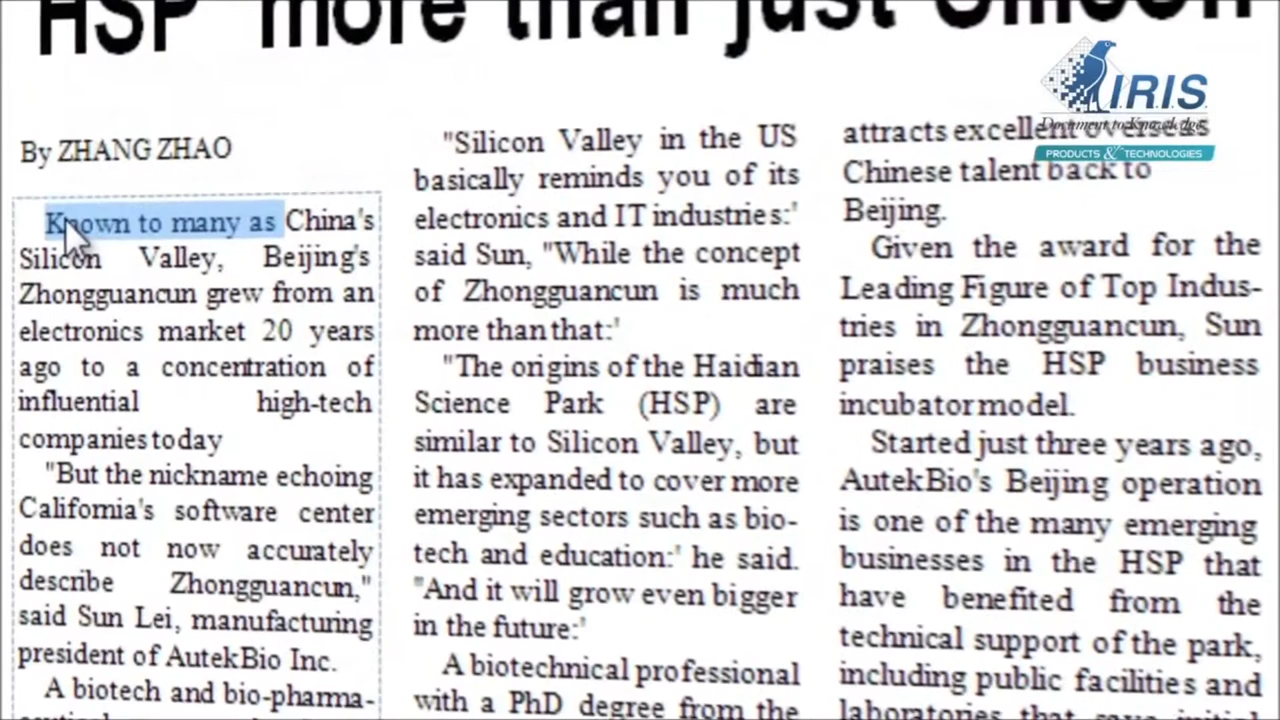 HSP more than just Silicon
I.R.I.S.
Document to Knowledge
PRODUCTS & TECHNOLOGIES
By ZHANG ZHAO
Known to many as China's
Silicon Valley, Beijing's
Zhongguancun grew from an
electronics market 20 years
ago to a concentration of
influential high-tech
companies today
"But the nickname echoing
California's software center
does not now accurately
describe Zhongguancun,"
said Sun Lei, manufacturing
president of AutekBio Inc.
A biotech and bio-pharma-
"Silicon Valley in the US
basically reminds you of its
electronics and IT industries:'
said Sun, "While the concept
of Zhongguancun is much
more than that:'
"The origins of the Haidian
Science Park (HSP) are
similar to Silicon Valley, but
it has expanded to cover more
emerging sectors such as bio-
tech and education:' he said.
"And it will grow even bigger
in the future:'
A biotechnical professional
with a PhD degree from the
attracts excellent overseas
Chinese talent back to
Beijing.
Given the award for the
Leading Figure of Top Indus-
tries in Zhongguancun, Sun
praises the HSP business
incubator model.
Started just three years ago,
AutekBio's Beijing operation
is one of the many emerging
businesses in the HSP that
have benefited from the
technical support of the park,
including public facilities and
laboratories that